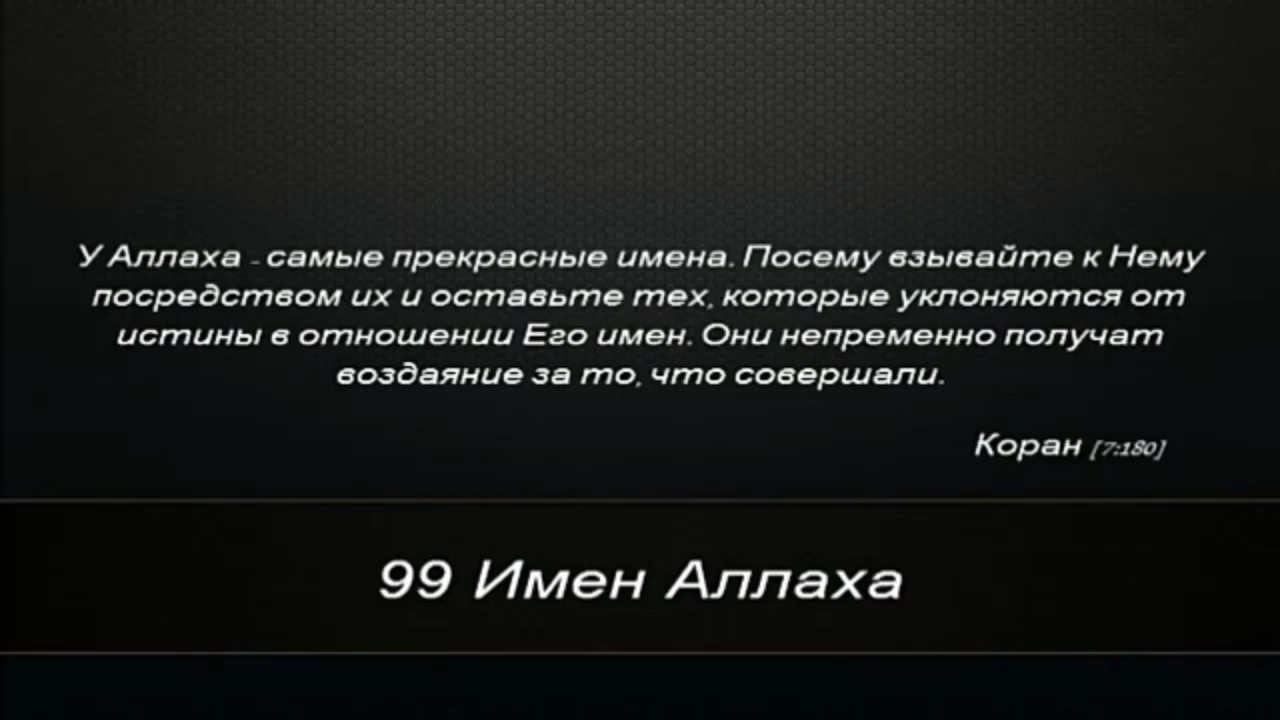 У Аллаха - самые прекрасные имена. Посему взывайте к Нему
посредством их и оставьте тех, которые уклоняются от
истины в отношении Его имен. Они непременно получат
воздаяние за то, что совершали.
Коран [7:180]
99 Имен Аллаха